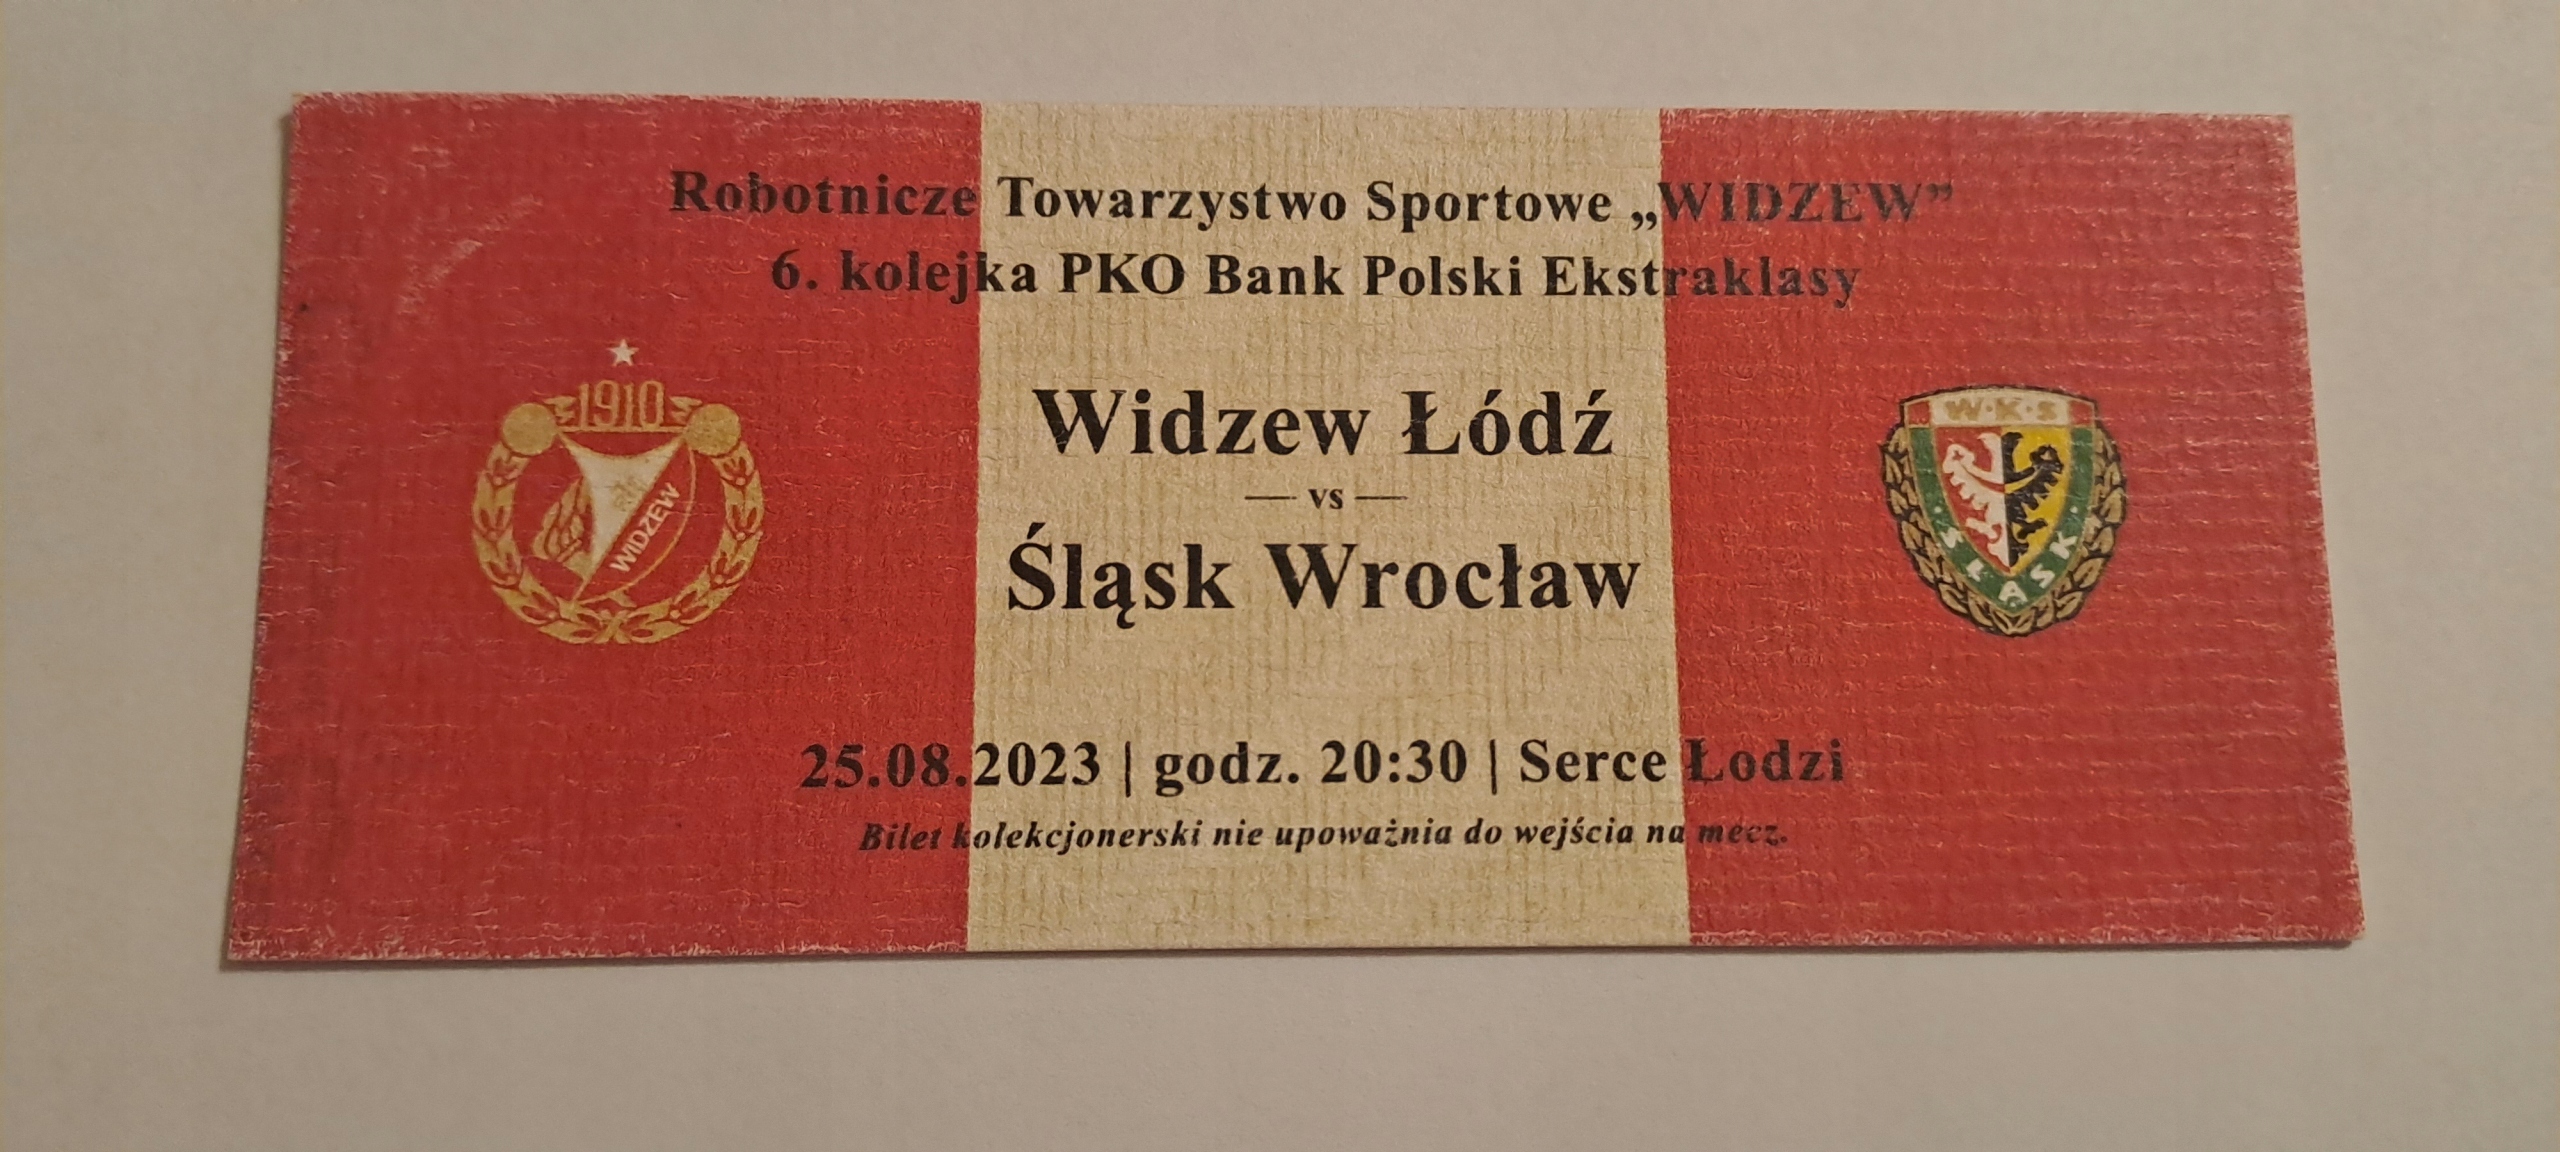 Robotnicze Towarzystwo Sportowe „WIDZEW”
6. kolejka PKO Bank Polski Ekstraklasy
1910
WIDZEW
Widzew Łódź
— vs —
Śląsk Wrocław
W·K·S
·ŚLĄSK·
25.08.2023 | godz. 20:30 | Serce Łodzi
Bilet kolekcjonerski nie upoważnia do wejścia na mecz.